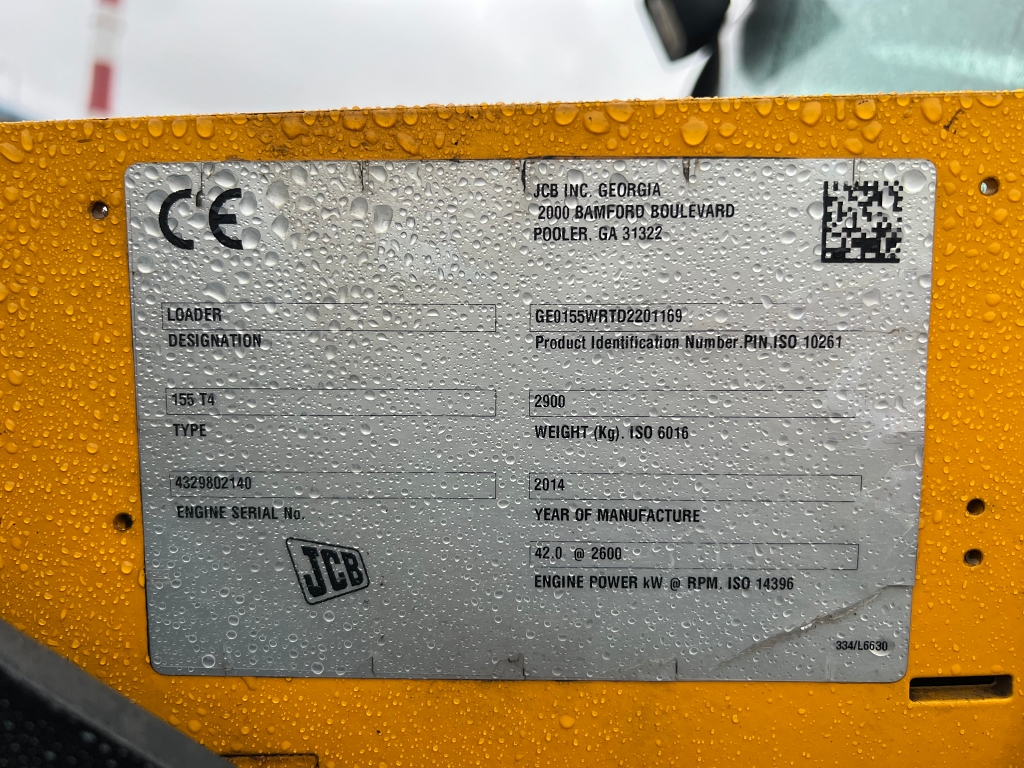 CE
JCB INC. GEORGIA
2000 BAMFORD BOULEVARD
POOLER, GA 31322
LOADER
DESIGNATION
GE0155WRTD2201169
Product Identification Number.PIN.ISO 10261
155 T4
TYPE
2900
WEIGHT (Kg). ISO 6016
4329802140
ENGINE SERIAL No.
2014
YEAR OF MANUFACTURE
42.0 @ 2600
ENGINE POWER kW @ RPM. ISO 14396
JCB
334/L6630